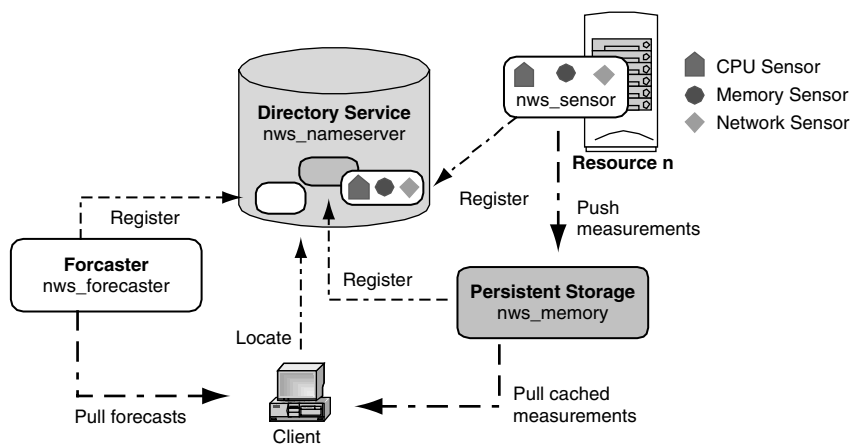 CPU Sensor
Memory Sensor
Network Sensor
nws_sensor
Resource n
Directory Service
nws_nameserver
Register
Register
Push
measurements
Forcaster
nws_forecaster
Register
Persistent Storage
nws_memory
Locate
Pull forecasts
Pull cached
measurements
Client